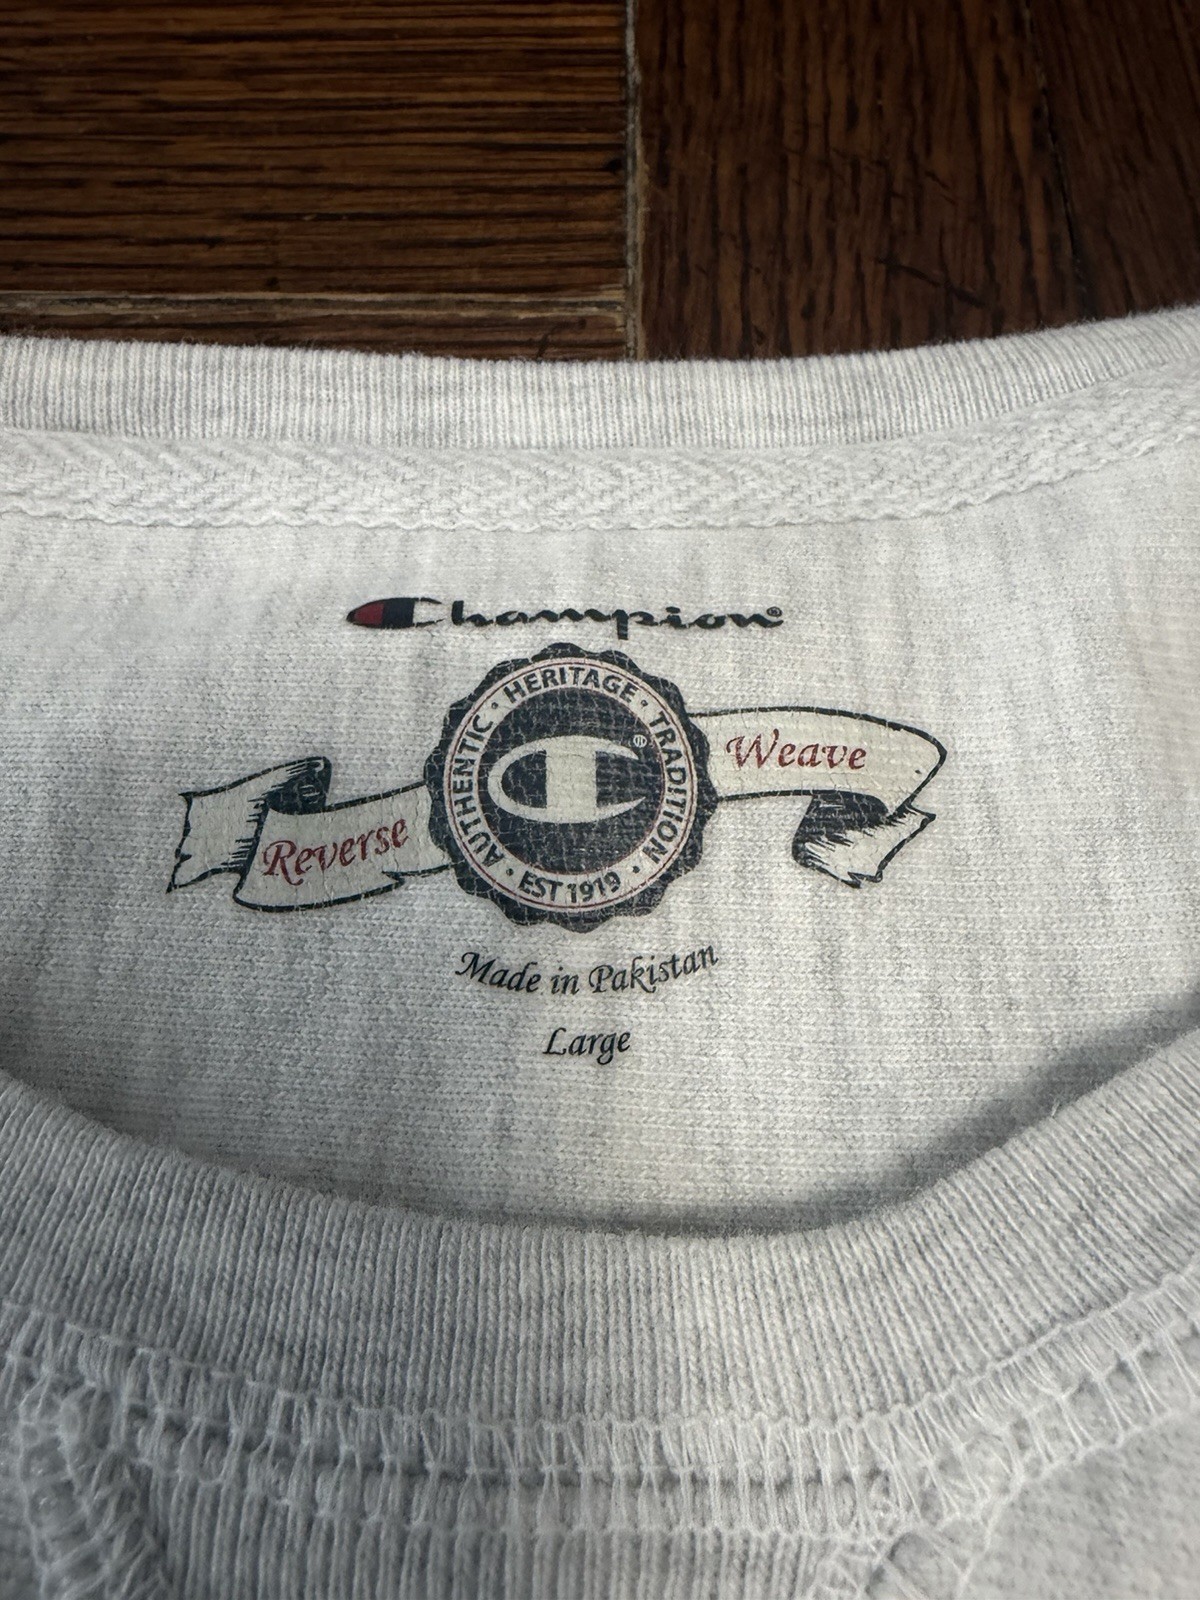 Champion®
AUTHENTIC • HERITAGE • TRADITION • EST 1919 •
®
Reverse Weave
Made in Pakistan
Large